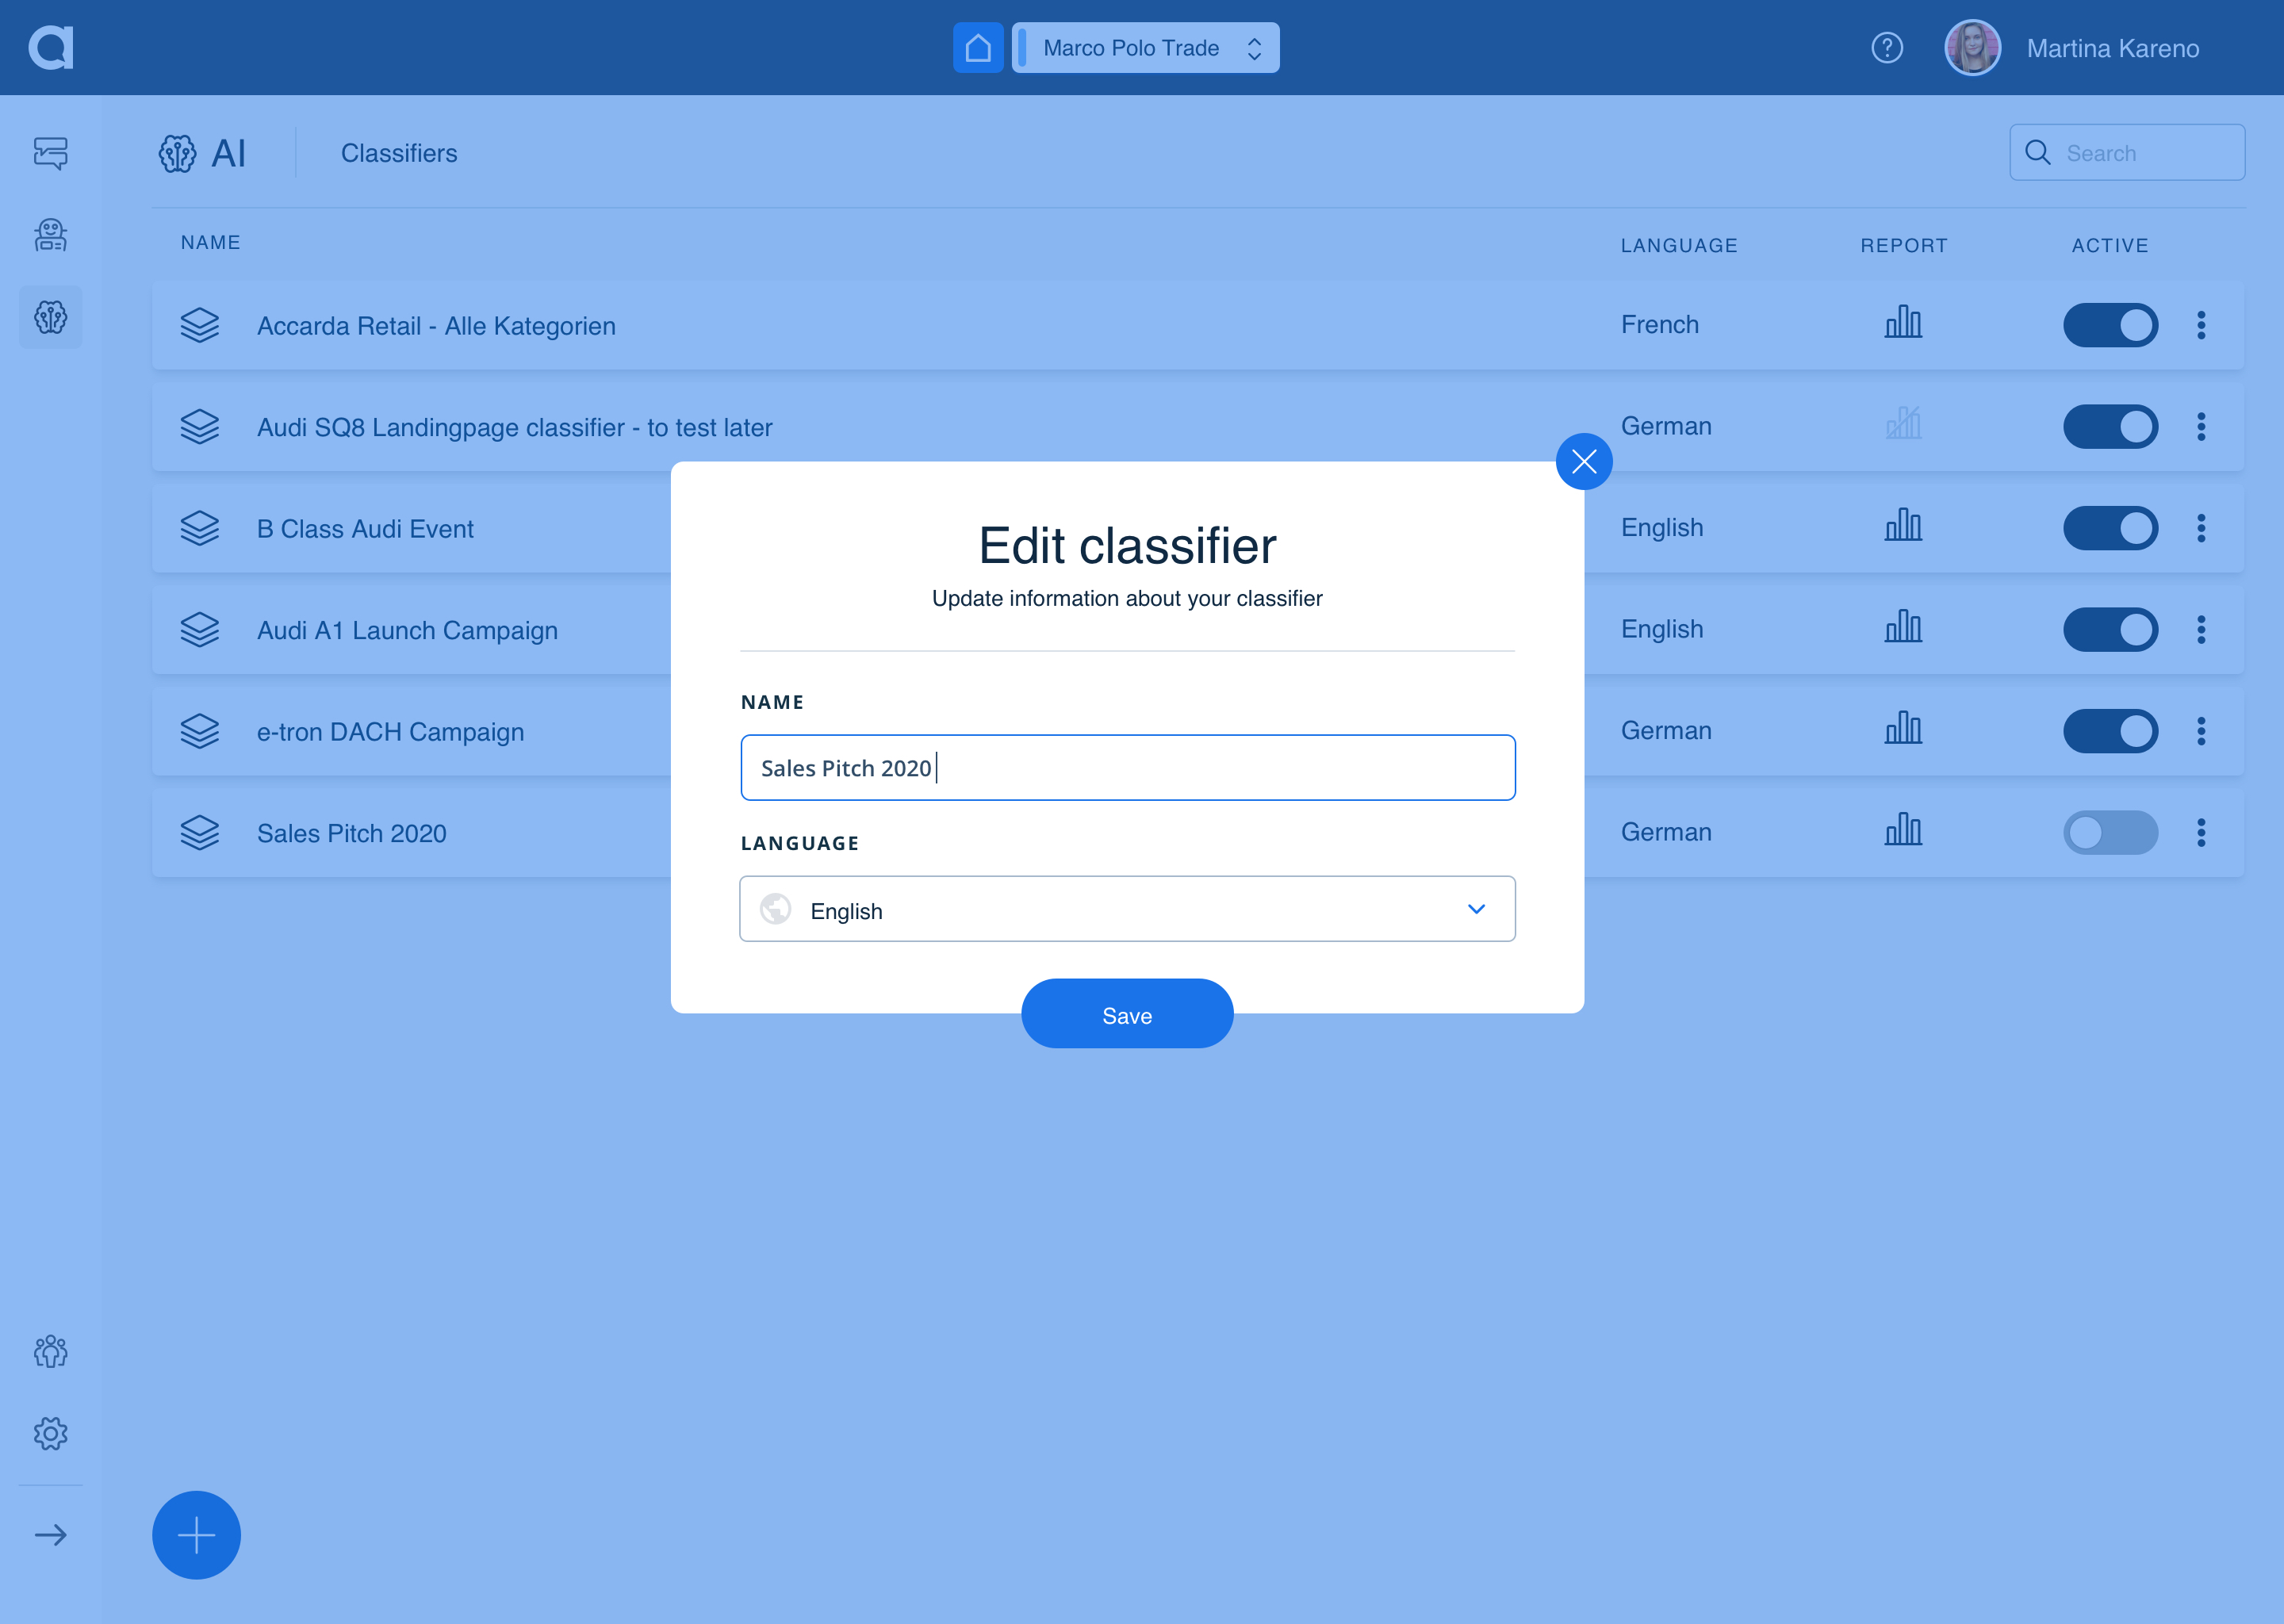 Marco Polo Trade
Martina Kareno
AI
Classifiers
Search
NAME
LANGUAGE
REPORT
ACTIVE
Accarda Retail - Alle Kategorien
French
Audi SQ8 Landingpage classifier - to test later
German
B Class Audi Event
English
Audi A1 Launch Campaign
English
e-tron DACH Campaign
German
Sales Pitch 2020
German
Edit classifier
Update information about your classifier
NAME
Sales Pitch 2020
LANGUAGE
English
Save